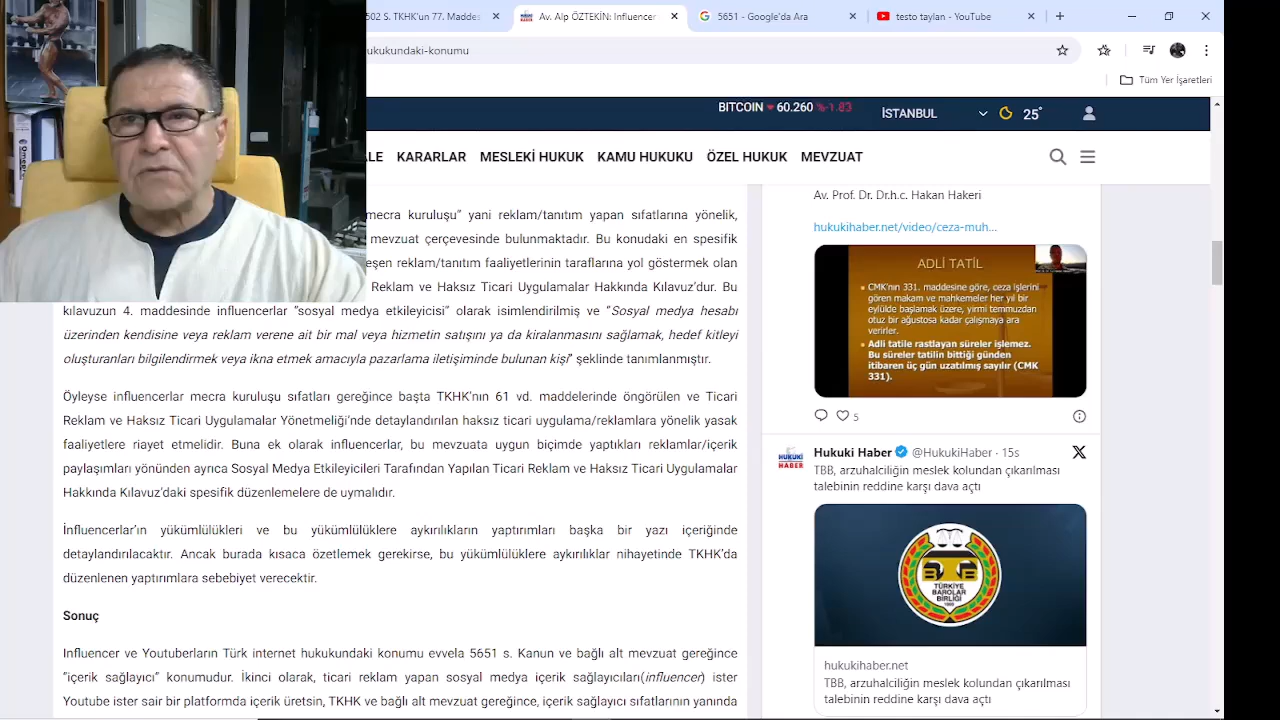 502 S. TKHK'un 77. Maddes
Av. Alp ÖZTEKİN: Influencer
5651 - Google'da Ara
testo taylan - YouTube
ukukundaki-konumu
Tüm Yer İşaretleri
BITCOIN 60.260 %-1.83
İSTANBUL
25°
ALE KARARLAR MESLEKİ HUKUK KAMU HUKUKU ÖZEL HUKUK MEVZUAT
mecra kuruluşu” yani reklam/tanıtım yapan sıfatlarına yönelik,
mevzuat çerçevesinde bulunmaktadır. Bu konudaki en spesifik
reklam/tanıtım faaliyetlerinin taraflarına yol göstermek olan
Reklam ve Haksız Ticari Uygulamalar Hakkında Kılavuz’dur. Bu
kılavuzun 4. maddesinde influencerlar “sosyal medya etkileyicisi” olarak isimlendirilmiş ve “Sosyal medya hesabı
üzerinden kendisine veya reklam verene ait bir mal veya hizmetin satışını ya da kiralanmasını sağlamak, hedef kitleyi
oluşturanları bilgilendirmek veya ikna etmek amacıyla pazarlama iletişiminde bulunan kişi” şeklinde tanımlanmıştır.
Öyleyse influencerlar mecra kuruluşu sıfatları gereğince başta TKHK’nın 61 vd. maddelerinde öngörülen ve Ticari
Reklam ve Haksız Ticari Uygulamalar Yönetmeliği’nde detaylandırılan haksız ticari uygulama/reklamlara yönelik yasak
faaliyetlere riayet etmelidir. Buna ek olarak influencerlar, bu mevzuata uygun biçimde yaptıkları reklamlar/içerik
paylaşımları yönünden ayrıca Sosyal Medya Etkileyicileri Tarafından Yapılan Ticari Reklam ve Haksız Ticari Uygulamalar
Hakkında Kılavuz’daki spesifik düzenlemelere de uymalıdır.
İnfluencerlar’ın yükümlülükleri ve bu yükümlülüklere aykırılıkların yaptırımları başka bir yazı içeriğinde
detaylandırılacaktır. Ancak burada kısaca özetlemek gerekirse, bu yükümlülüklere aykırılıklar nihayetinde TKHK’da
düzenlenen yaptırımlara sebebiyet verecektir.
Sonuç
Influencer ve Youtuberların Türk internet hukukundaki konumu evvela 5651 s. Kanun ve bağlı alt mevzuat gereğince
“içerik sağlayıcı” konumudur. İkinci olarak, ticari reklam yapan sosyal medya içerik sağlayıcıları(influencer) ister
Youtube ister sair bir platformda içerik üretsin, TKHK ve bağlı alt mevzuat gereğince, içerik sağlayıcı sıfatlarının yanında
Av. Prof. Dr. Dr.h.c. Hakan Hakeri
hukukihaber.net/video/ceza-muh...
ADLİ TATİL
CMK'nın 331. maddesine göre, ceza işlerini
gören makam ve mahkemeler her yıl bir
eylülde başlamak üzere, yirmi temmuzdan
otuz bir ağustosa kadar çalışmaya ara
verirler.
Adli tatile rastlayan süreler işlemez.
Bu süreler tatilin bittiği günden
itibaren üç gün uzatılmış sayılır (CMK
331).
5
HUKUKİ
HABER
Hukuki Haber @HukukiHaber · 15s
TBB, arzuhalciliğin meslek kolundan çıkarılması
talebinin reddine karşı dava açtı
TÜRKİYE
BAROLAR
BİRLİĞİ
hukukihaber.net
TBB, arzuhalciliğin meslek kolundan çıkarılması
talebinin reddine karşı dava açtı